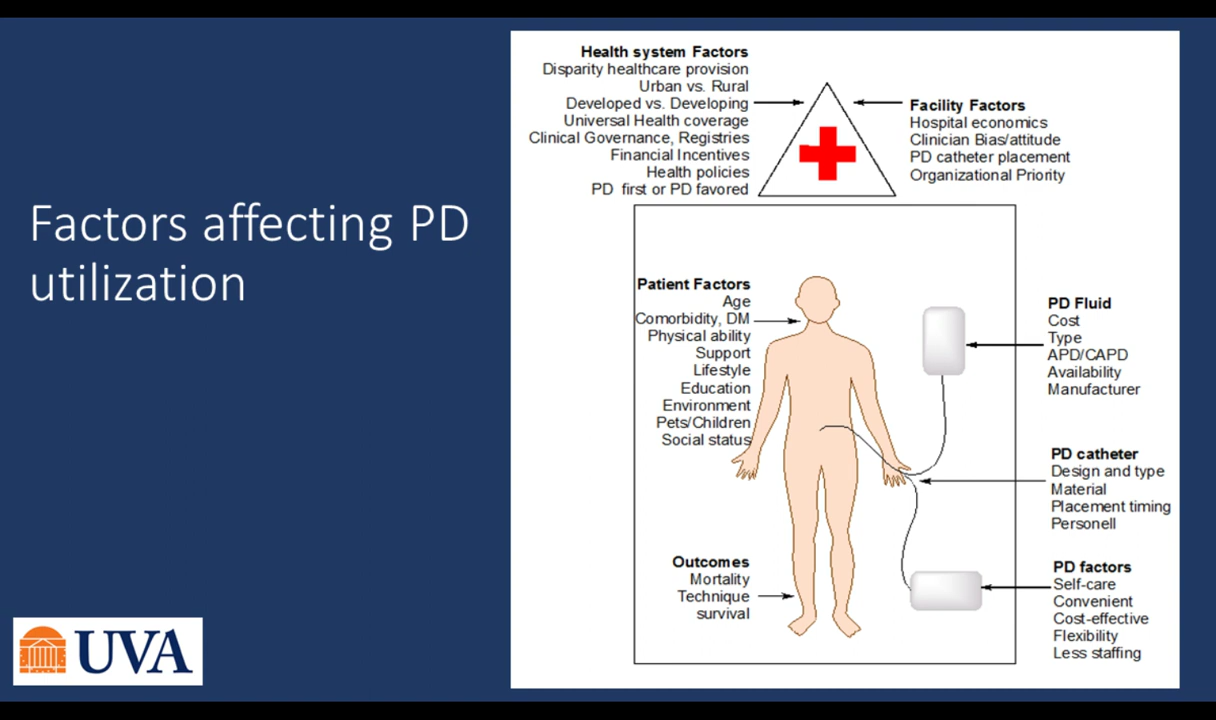 Factors affecting PD
utilization
UVA
Health system Factors
Disparity healthcare provision
Urban vs. Rural
Developed vs. Developing
Universal Health coverage
Clinical Governance, Registries
Financial Incentives
Health policies
PD first or PD favored
Facility Factors
Hospital economics
Clinician Bias/attitude
PD catheter placement
Organizational Priority
Patient Factors
Age
Comorbidity, DM
Physical ability
Support
Lifestyle
Education
Environment
Pets/Children
Social status
PD Fluid
Cost
Type
APD/CAPD
Availability
Manufacturer
PD catheter
Design and type
Material
Placement timing
Personell
Outcomes
Mortality
Technique
survival
PD factors
Self-care
Convenient
Cost-effective
Flexibility
Less staffing